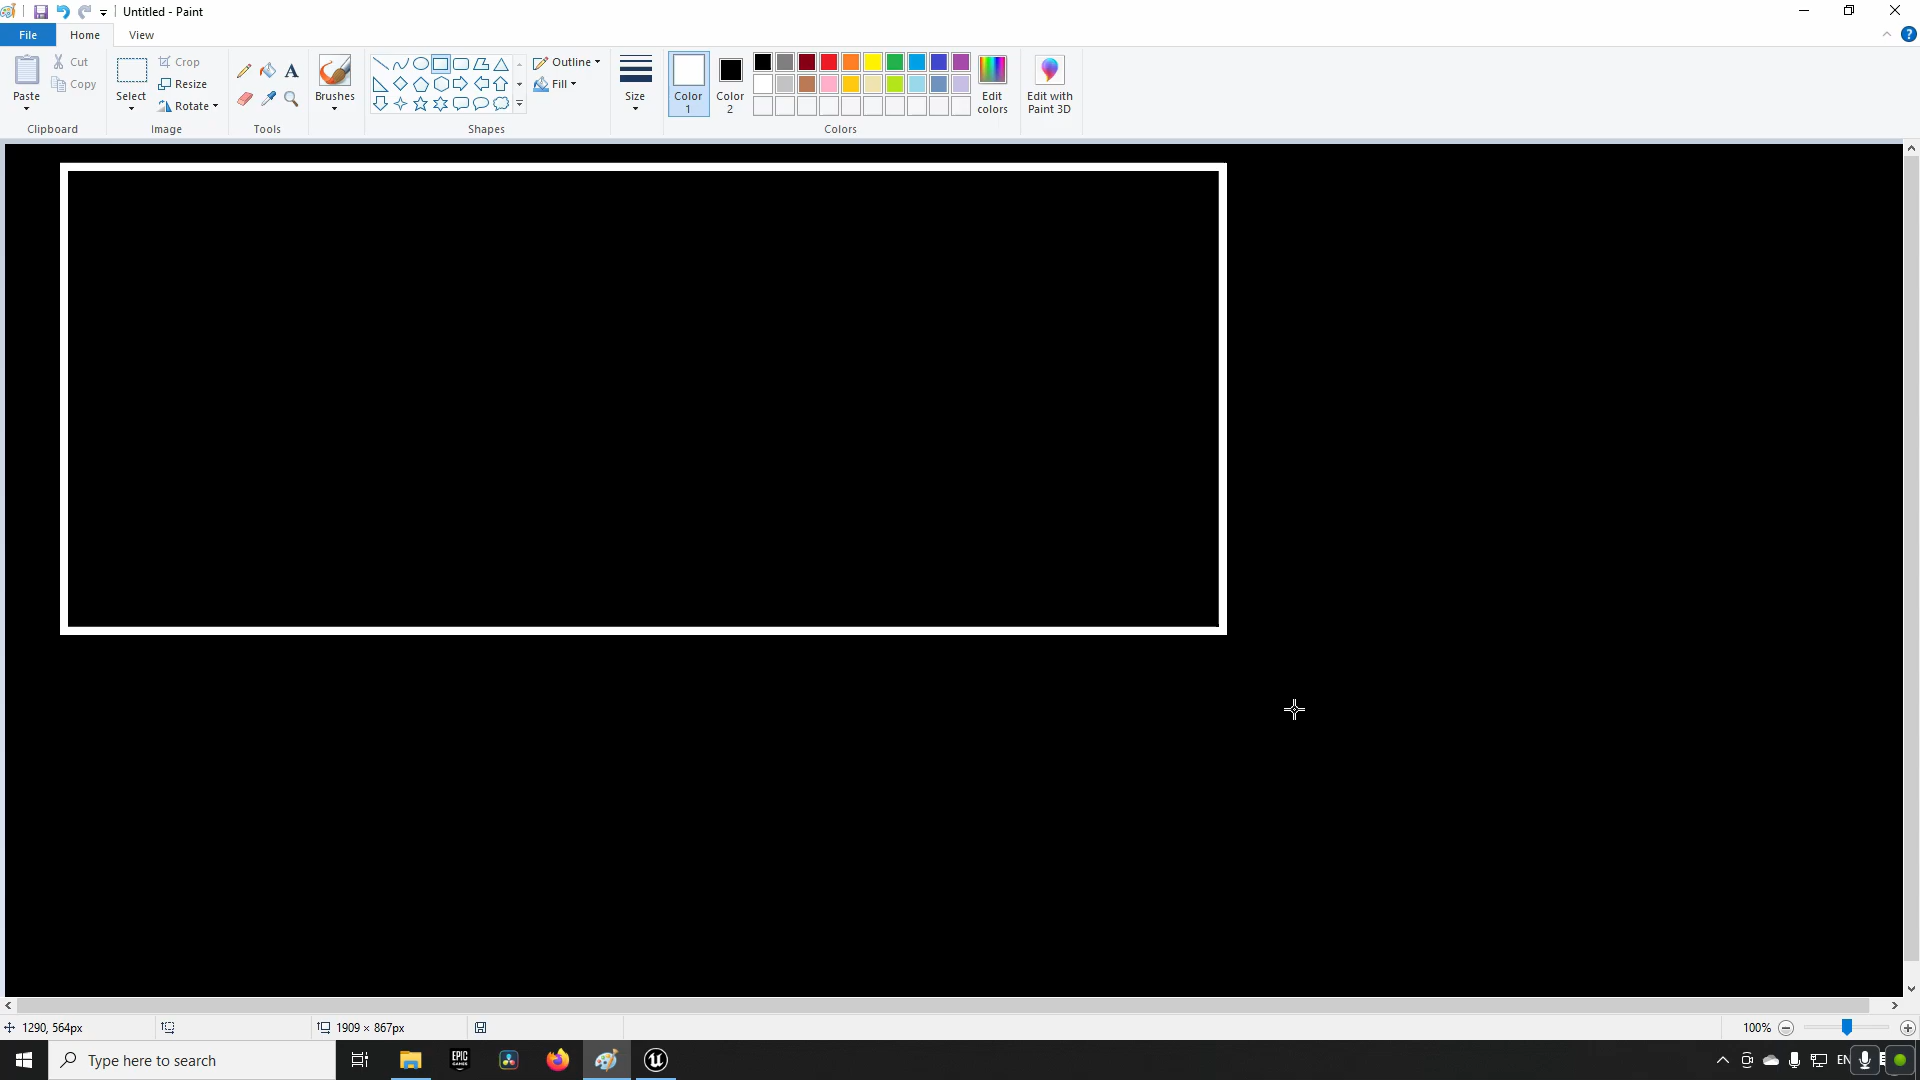 Untitled - Paint
File
Home
View
Paste
Cut
Copy
Clipboard
Select
Crop
Resize
Rotate
Image
A
Tools
Brushes
Shapes
Outline
Fill
Size
Color
1
Color
2
Colors
Edit
colors
Edit with
Paint 3D
?
1290, 564px
1909 × 867px
100%
Type here to search
EPIC
GAMES